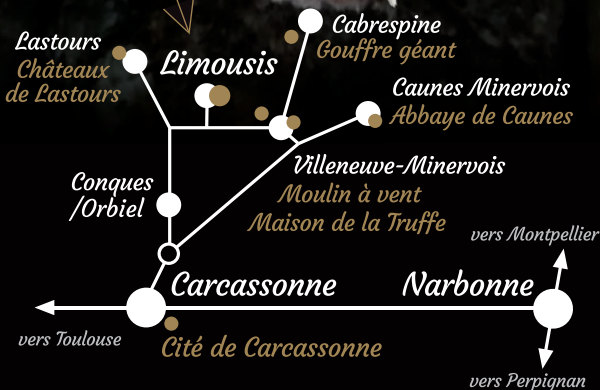 Cabrespine
Gouffre géant
Lastours
Châteaux
de Lastours
Limousis
Caunes Minervois
Abbaye de Caunes
Villeneuve-Minervois
Moulin à vent
Maison de la Truffe
Conques
/Orbiel
vers Montpellier
Carcassonne
Narbonne
vers Toulouse
Cité de Carcassonne
vers Perpignan